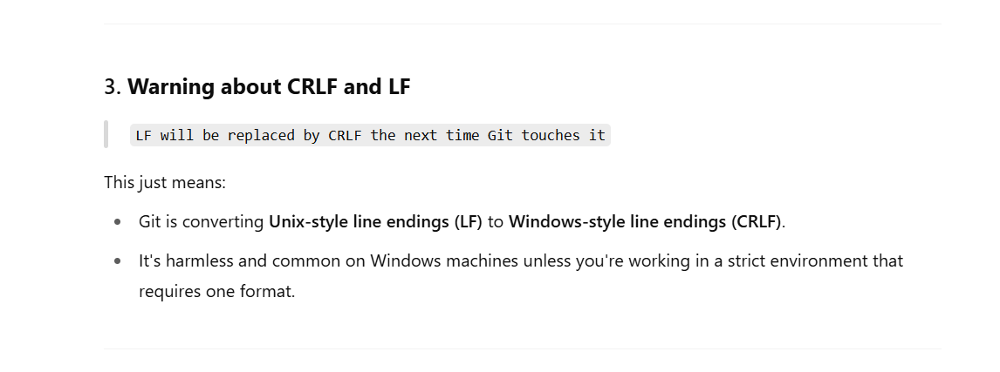 3. Warning about CRLF and LF
LF will be replaced by CRLF the next time Git touches it
This just means:
• Git is converting Unix-style line endings (LF) to Windows-style line endings (CRLF).
• It's harmless and common on Windows machines unless you're working in a strict environment that
requires one format.